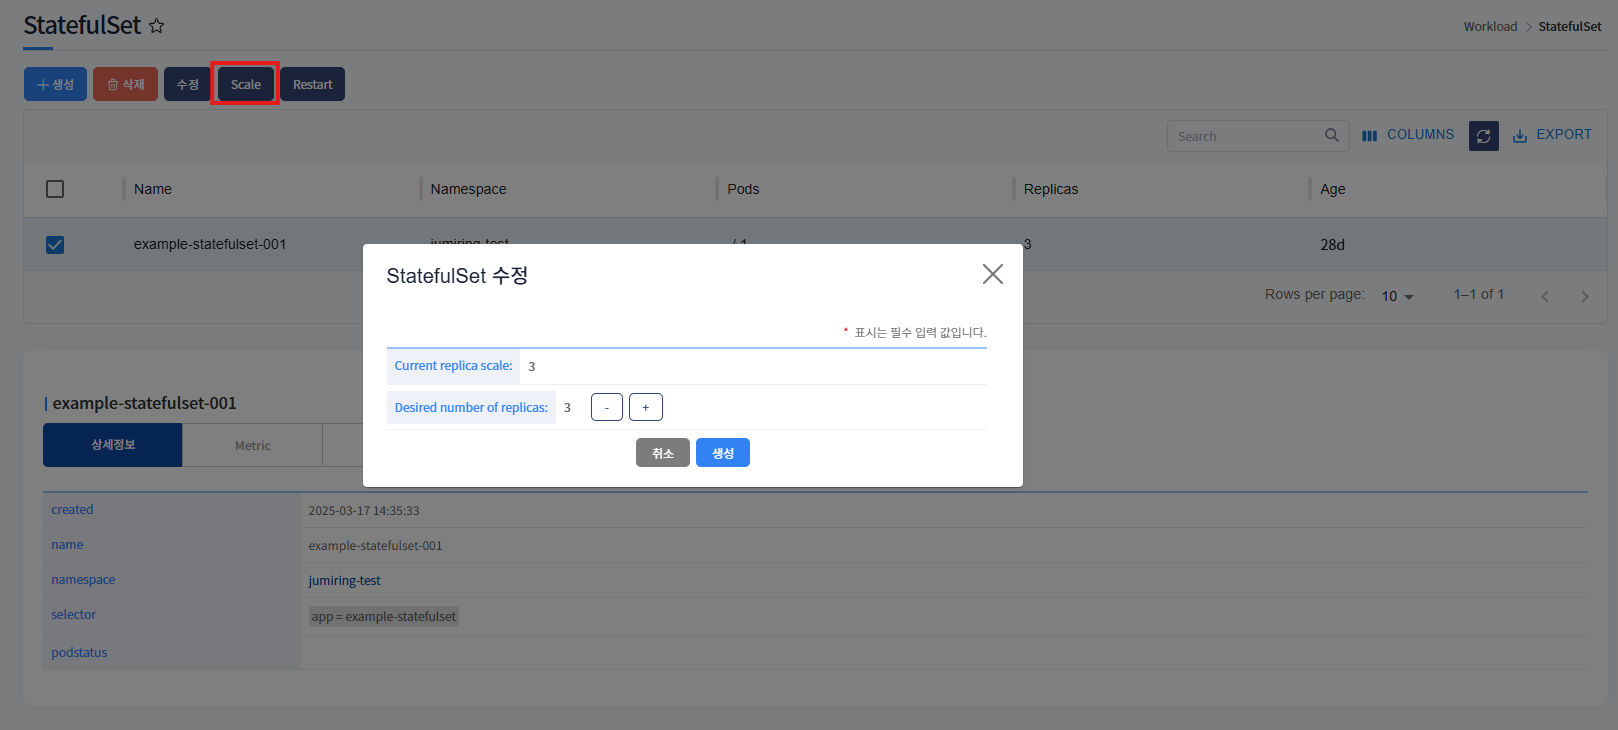 StatefulSet
Workload > StatefulSet
+ 생성 삭제 수정 Scale Restart
Search COLUMNS EXPORT
Name Namespace Pods Replicas Age
example-statefulset-001 jumiring-test / 1 3 28d
Rows per page: 10 1–1 of 1
StatefulSet 수정
* 표시는 필수 입력 값입니다.
Current replica scale: 3
Desired number of replicas: 3 - +
취소 생성
example-statefulset-001
상세정보 Metric
created 2025-03-17 14:35:33
name example-statefulset-001
namespace jumiring-test
selector app = example-statefulset
podstatus